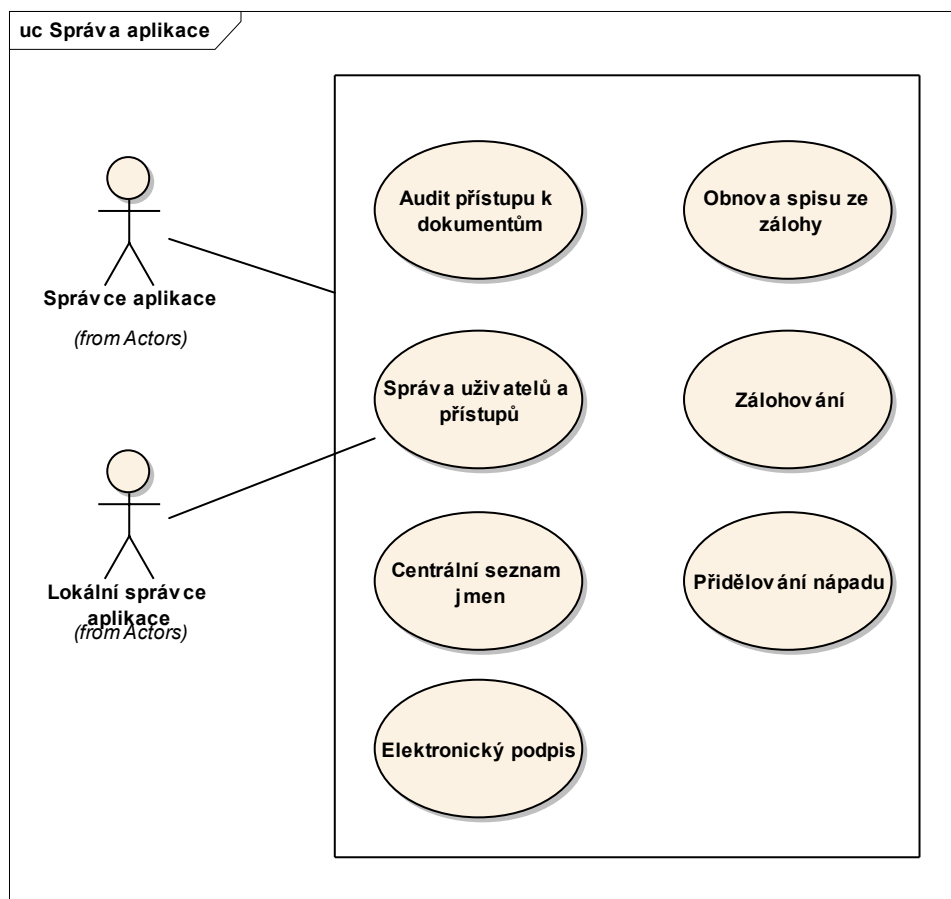 uc Správa aplikace
Audit přístupu k
dokumentům
Obnova spisu ze
zálohy
Správce aplikace
(from Actors)
Správa uživatelů a
přístupů
Zálohování
Lokální správce
aplikace
(from Actors)
Centrální seznam
jmen
Přidělování nápadu
Elektronický podpis